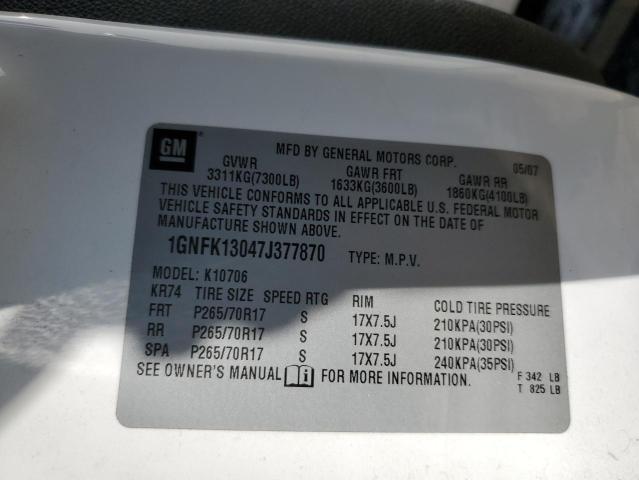 GM
MFD BY GENERAL MOTORS CORP. 05/07
GVWR GAWR FRT GAWR RR
3311KG(7300LB) 1633KG(3600LB) 1860KG(4100LB)
THIS VEHICLE CONFORMS TO ALL APPLICABLE U.S. FEDERAL MOTOR
VEHICLE SAFETY STANDARDS IN EFFECT ON THE DATE OF
MANUFACTURE SHOWN ABOVE.
1GNFK13047J377870 TYPE: M.P.V.
MODEL: K10706
KR74 TIRE SIZE SPEED RTG RIM COLD TIRE PRESSURE
FRT P265/70R17 S 17X7.5J 210KPA(30PSI)
RR P265/70R17 S 17X7.5J 210KPA(30PSI)
SPA P265/70R17 S 17X7.5J 240KPA(35PSI)
SEE OWNER'S MANUAL FOR MORE INFORMATION.
F 342 LB
T 825 LB